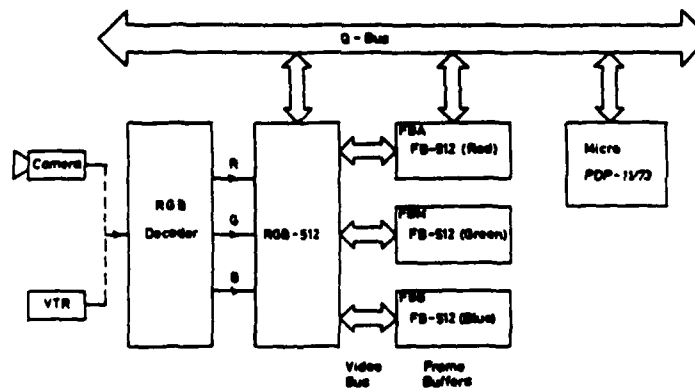 Q - Bus
Camera
VTR
RGB
Decoder
R
G
B
RGB-512
FBA
FB-512 (Red)
FBM
FB-512 (Green)
FBB
FB-512 (Blue)
Micro
PDP-11/73
Video
Bus
Frame
Buffers